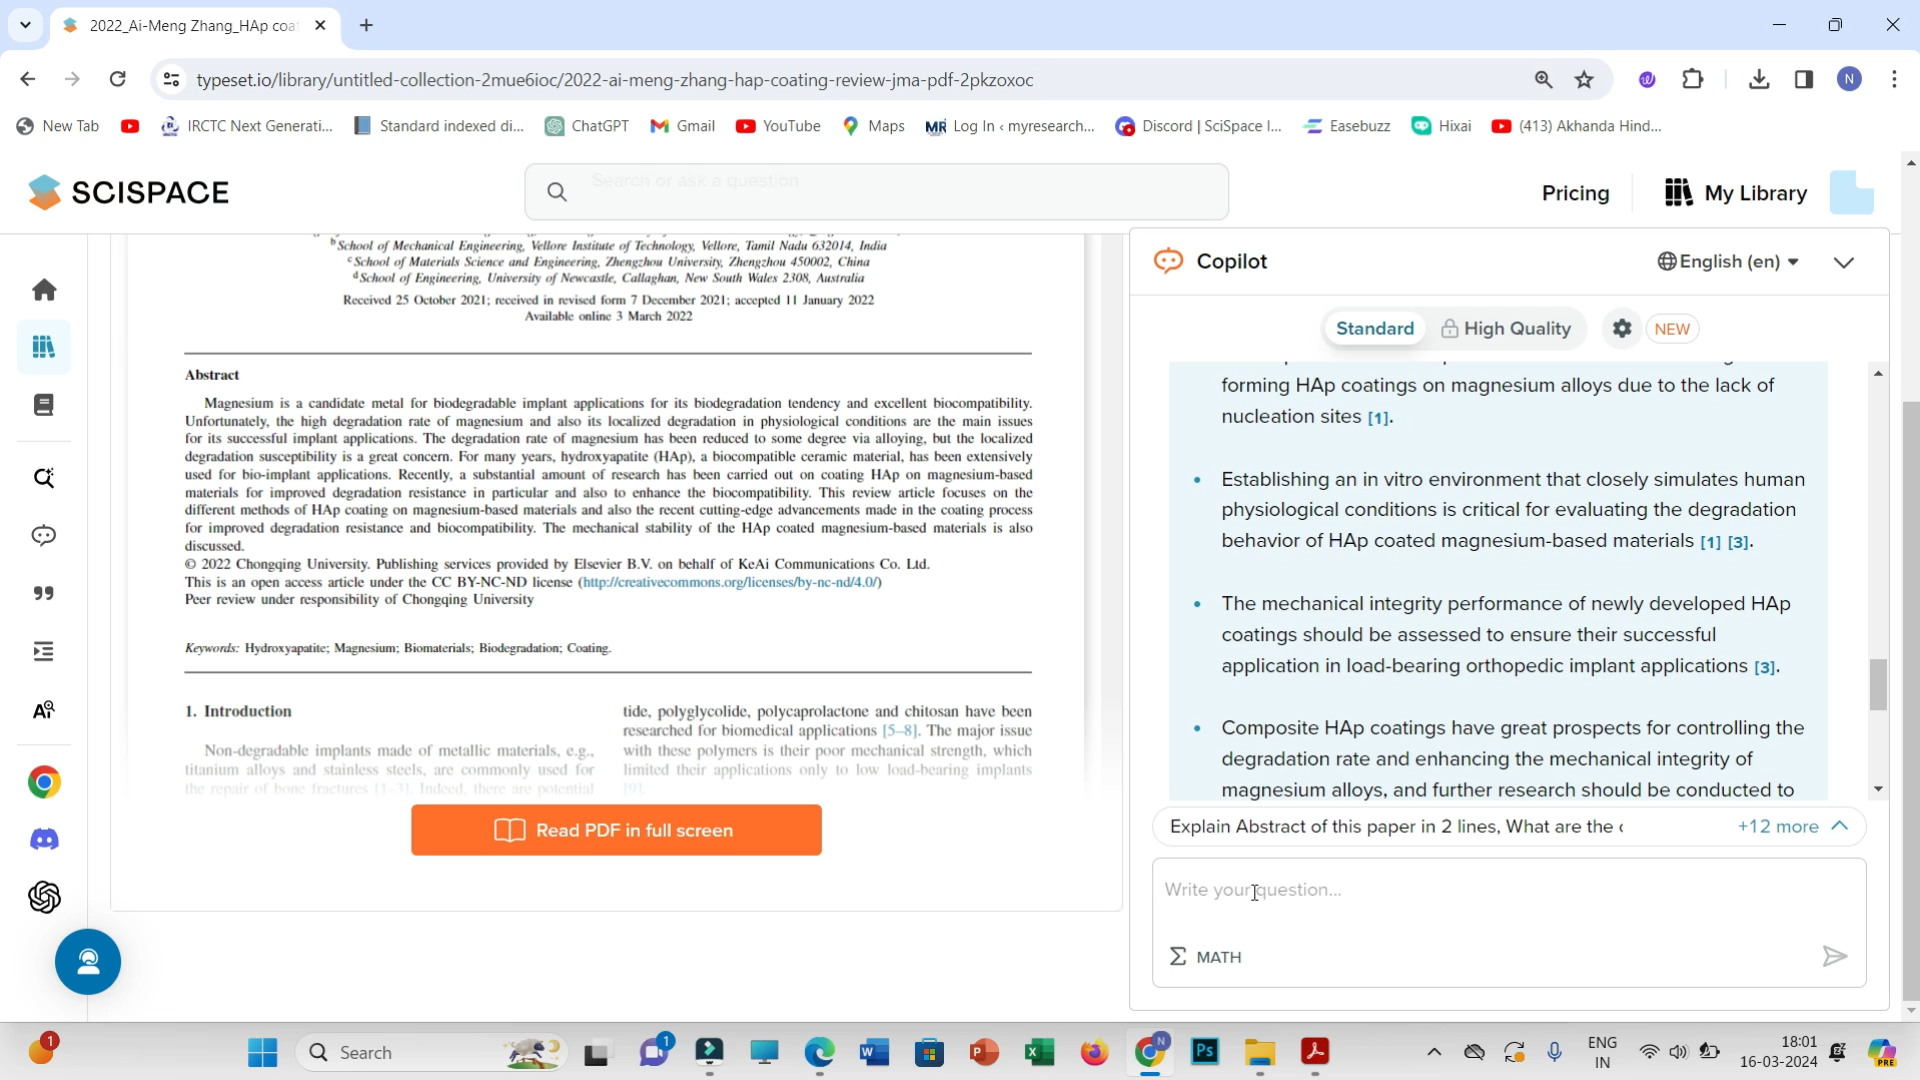 2022_Ai-Meng Zhang_HAp coa
typeset.io/library/untitled-collection-2mue6ioc/2022-ai-meng-zhang-hap-coating-review-jma-pdf-2pkzoxoc
N
New Tab
IRCTC Next Generati...
Standard indexed di...
ChatGPT
Gmail
YouTube
Maps
MR Log In ‹ myresearch...
Discord | SciSpace I...
Easebuzz
Hixai
(413) Akhanda Hind...
SCISPACE
Search or ask a question
Pricing
My Library
b School of Mechanical Engineering, Vellore Institute of Technology, Vellore, Tamil Nadu 632014, India
c School of Materials Science and Engineering, Zhengzhou University, Zhengzhou 450002, China
d School of Engineering, University of Newcastle, Callaghan, New South Wales 2308, Australia
Received 25 October 2021; received in revised form 7 December 2021; accepted 11 January 2022
Available online 3 March 2022
Abstract
Magnesium is a candidate metal for biodegradable implant applications for its biodegradation tendency and excellent biocompatibility.
Unfortunately, the high degradation rate of magnesium and also its localized degradation in physiological conditions are the main issues
for its successful implant applications. The degradation rate of magnesium has been reduced to some degree via alloying, but the localized
degradation susceptibility is a great concern. For many years, hydroxyapatite (HAp), a biocompatible ceramic material, has been extensively
used for bio-implant applications. Recently, a substantial amount of research has been carried out on coating HAp on magnesium-based
materials for improved degradation resistance in particular and also to enhance the biocompatibility. This review article focuses on the
different methods of HAp coating on magnesium-based materials and also the recent cutting-edge advancements made in the coating process
for improved degradation resistance and biocompatibility. The mechanical stability of the HAp coated magnesium-based materials is also
discussed.
© 2022 Chongqing University. Publishing services provided by Elsevier B.V. on behalf of KeAi Communications Co. Ltd.
This is an open access article under the CC BY-NC-ND license (http://creativecommons.org/licenses/by-nc-nd/4.0/)
Peer review under responsibility of Chongqing University
Keywords: Hydroxyapatite; Magnesium; Biomaterials; Biodegradation; Coating.
1. Introduction
Non-degradable implants made of metallic materials, e.g.,
titanium alloys and stainless steels, are commonly used for
the repair of bone fractures [1–3]. Indeed, there are potential
tide, polyglycolide, polycaprolactone and chitosan have been
researched for biomedical applications [5–8]. The major issue
with these polymers is their poor mechanical strength, which
limited their applications only to low load-bearing implants
[9].
Read PDF in full screen
Copilot
English (en)
Standard
High Quality
NEW
forming HAp coatings on magnesium alloys due to the lack of
nucleation sites [1].
• Establishing an in vitro environment that closely simulates human
physiological conditions is critical for evaluating the degradation
behavior of HAp coated magnesium-based materials [1] [3].
• The mechanical integrity performance of newly developed HAp
coatings should be assessed to ensure their successful
application in load-bearing orthopedic implant applications [3].
• Composite HAp coatings have great prospects for controlling the
degradation rate and enhancing the mechanical integrity of
magnesium alloys, and further research should be conducted to
Explain Abstract of this paper in 2 lines, What are the
+12 more
Write your question...
Σ MATH
1
Search
1
N
Ps
ENG
IN
18:01
16-03-2024
PRE